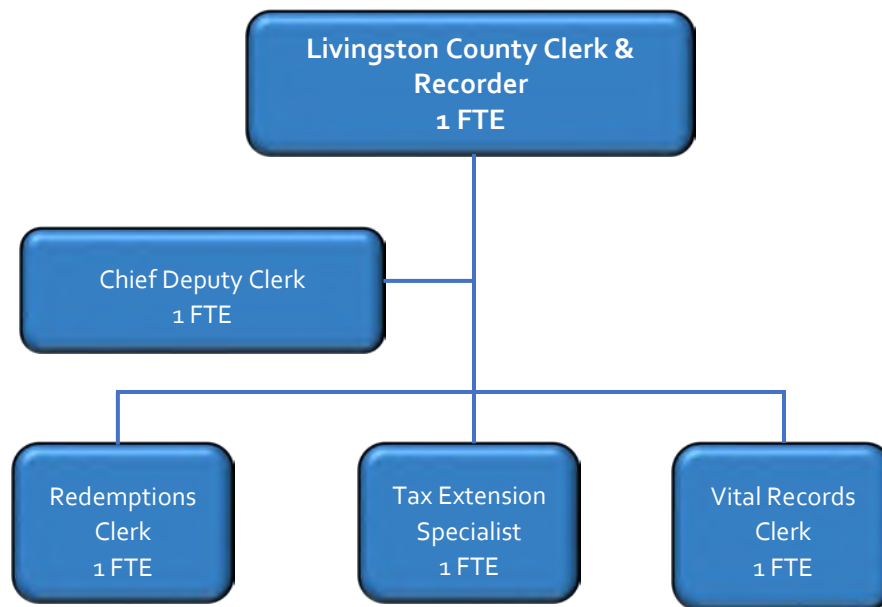 Livingston County Clerk &
Recorder
1 FTE
Chief Deputy Clerk
1 FTE
Redemptions
Clerk
1 FTE
Tax Extension
Specialist
1 FTE
Vital Records
Clerk
1 FTE